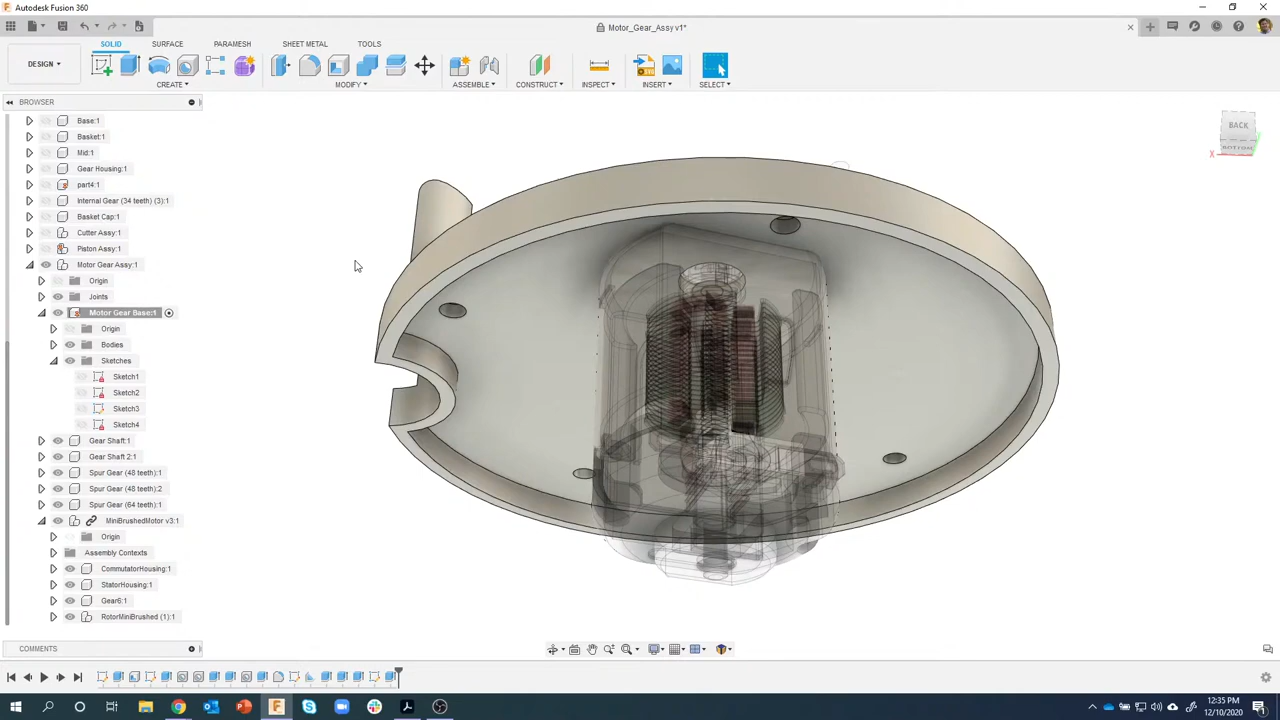 Autodesk Fusion 360
Motor_Gear_Assy v1*
SOLID SURFACE PARAMESH SHEET METAL TOOLS
DESIGN
CREATE MODIFY ASSEMBLE CONSTRUCT INSPECT INSERT SELECT
BROWSER
BACK
BOTTOM
X
Base:1
Basket:1
Mid:1
Gear Housing:1
part4:1
Internal Gear (34 teeth) (3):1
Basket Cap:1
Cutter Assy:1
Piston Assy:1
Motor Gear Assy:1
Origin
Joints
Motor Gear Base:1
Origin
Bodies
Sketches
Sketch1
Sketch2
Sketch3
Sketch4
Gear Shaft:1
Gear Shaft 2:1
Spur Gear (48 teeth):1
Spur Gear (48 teeth):2
Spur Gear (64 teeth):1
MiniBrushedMotor v3:1
Origin
Assembly Contexts
CommutatorHousing:1
StatorHousing:1
Gear6:1
RotorMiniBrushed (1):1
COMMENTS
12:35 PM
12/10/2020